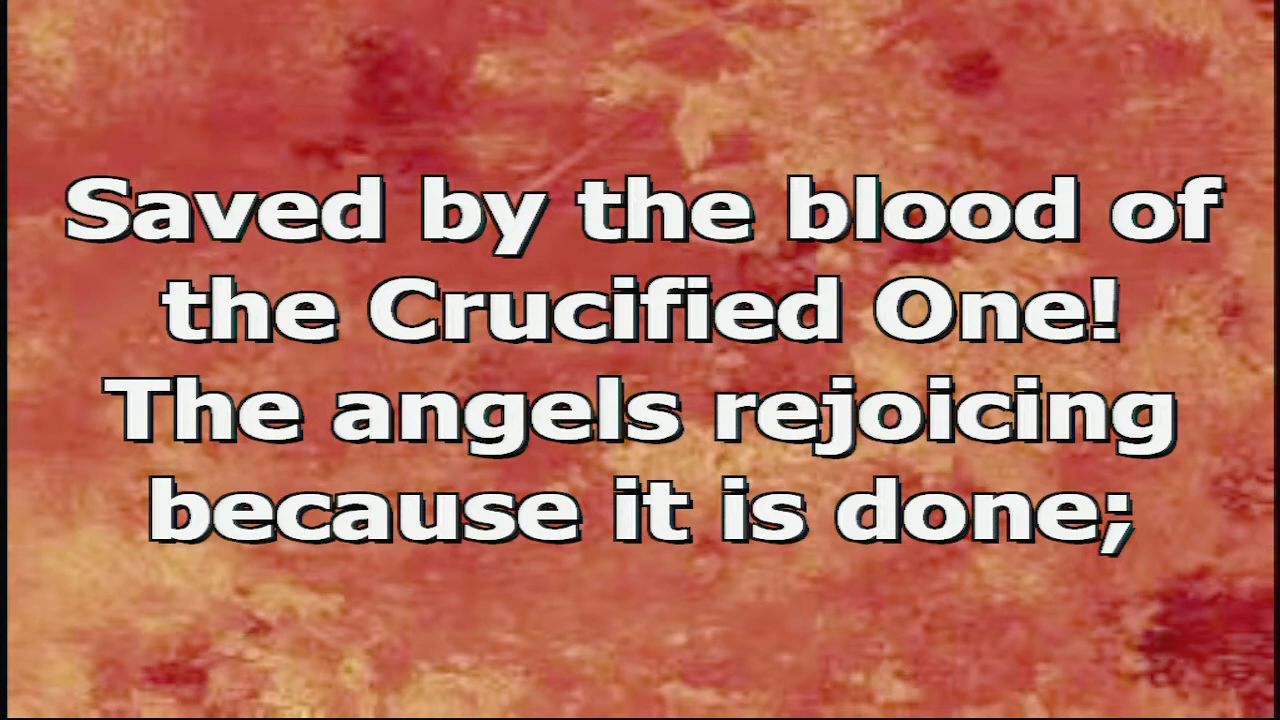 Saved by the blood of
the Crucified One!
The angels rejoicing
because it is done;